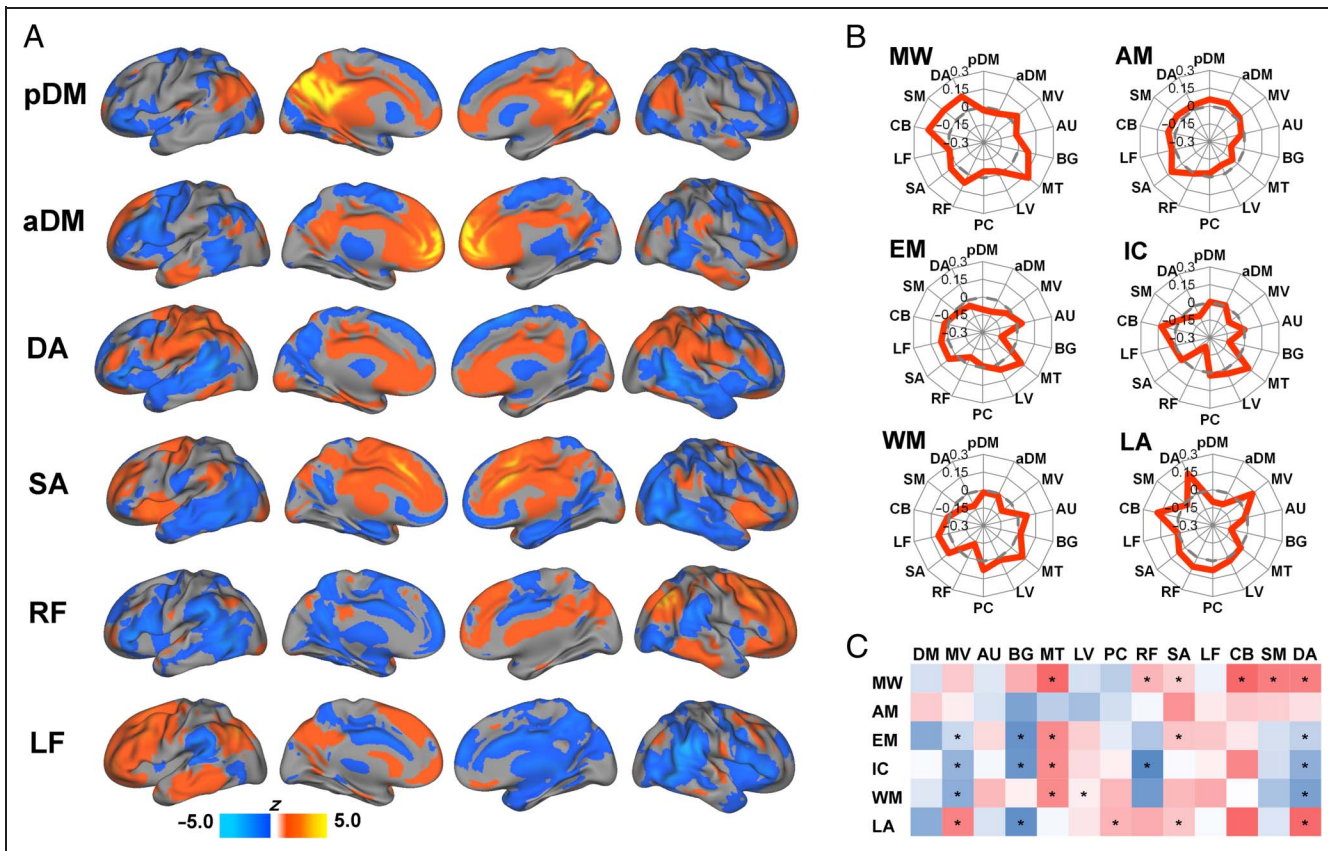 A
pDM
aDM
DA
SA
RF
LF
z
−5.0 5.0
B
MW
pDM
aDM
MV
AU
BG
MT
LV
PC
RF
SA
LF
CB
SM
DA
0.3
0.15
0
−0.15
−0.3
AM
pDM
aDM
MV
AU
BG
MT
LV
PC
RF
SA
LF
CB
SM
DA
0.3
0.15
0
−0.15
−0.3
EM
pDM
aDM
MV
AU
BG
MT
LV
PC
RF
SA
LF
CB
SM
DA
0.3
0.15
0
−0.15
−0.3
IC
pDM
aDM
MV
AU
BG
MT
LV
PC
RF
SA
LF
CB
SM
DA
0.3
0.15
0
−0.15
−0.3
WM
pDM
aDM
MV
AU
BG
MT
LV
PC
RF
SA
LF
CB
SM
DA
0.3
0.15
0
−0.15
−0.3
LA
pDM
aDM
MV
AU
BG
MT
LV
PC
RF
SA
LF
CB
SM
DA
0.3
0.15
0
−0.15
−0.3
C
DM MV AU BG MT LV PC RF SA LF CB SM DA
MW * * * * * *
AM
EM * * * * *
IC * * * * *
WM * * * *
LA * * * * *